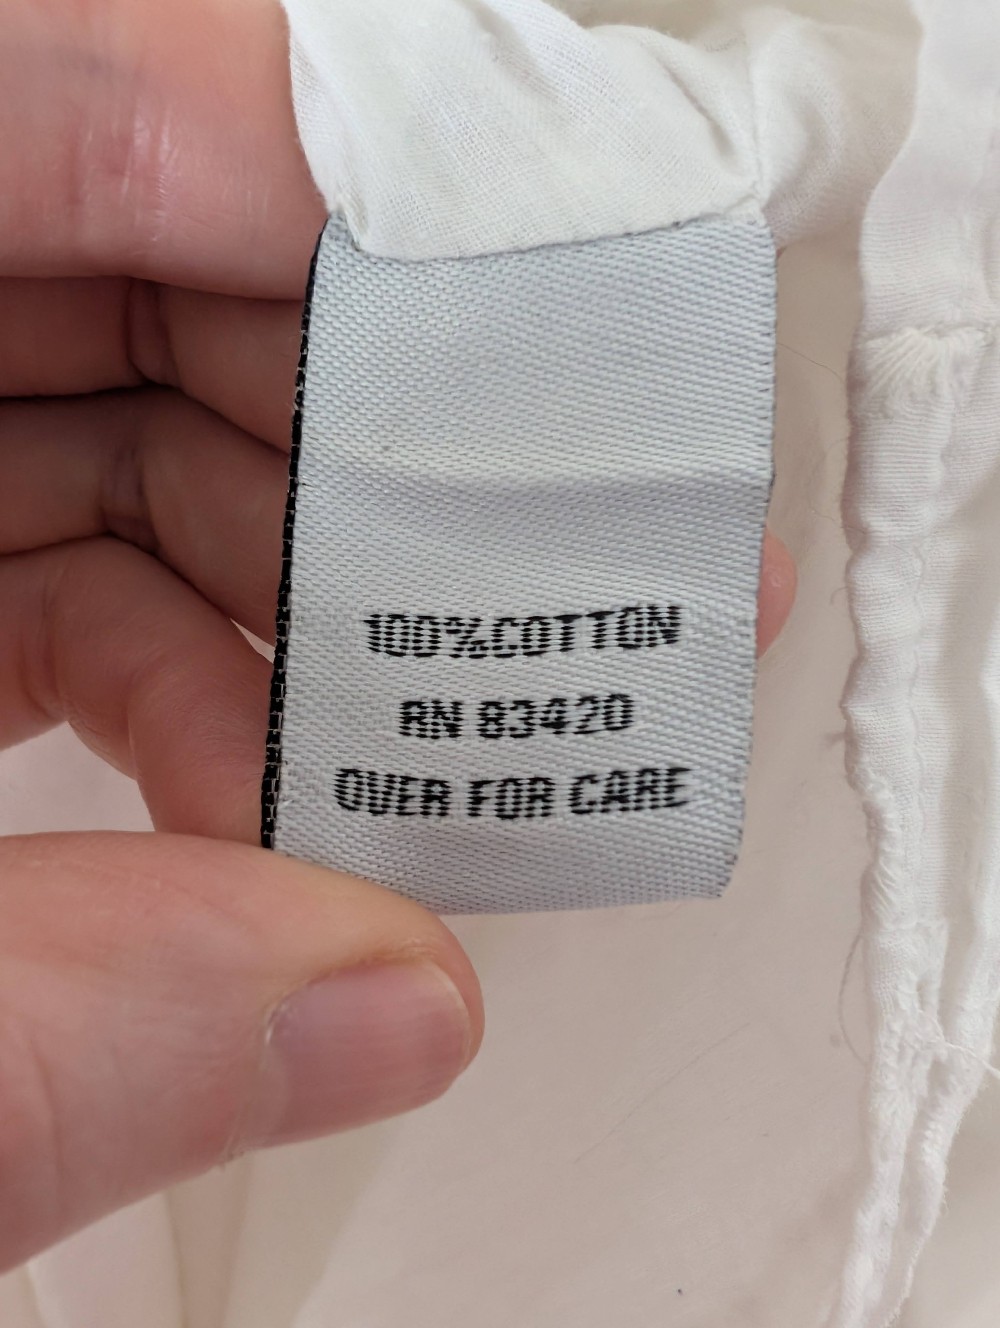 100%COTTON
RN 83420
OVER FOR CARE